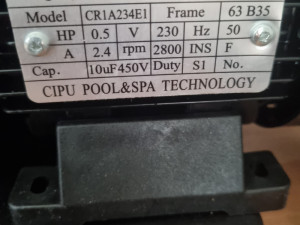 Model CR1A234E1 Frame 63 B35
HP 0.5 V 230 Hz 50
A 2.4 rpm 2800 INS F
Cap. 10uF450V Duty S1 No.
CIPU POOL&SPA TECHNOLOGY